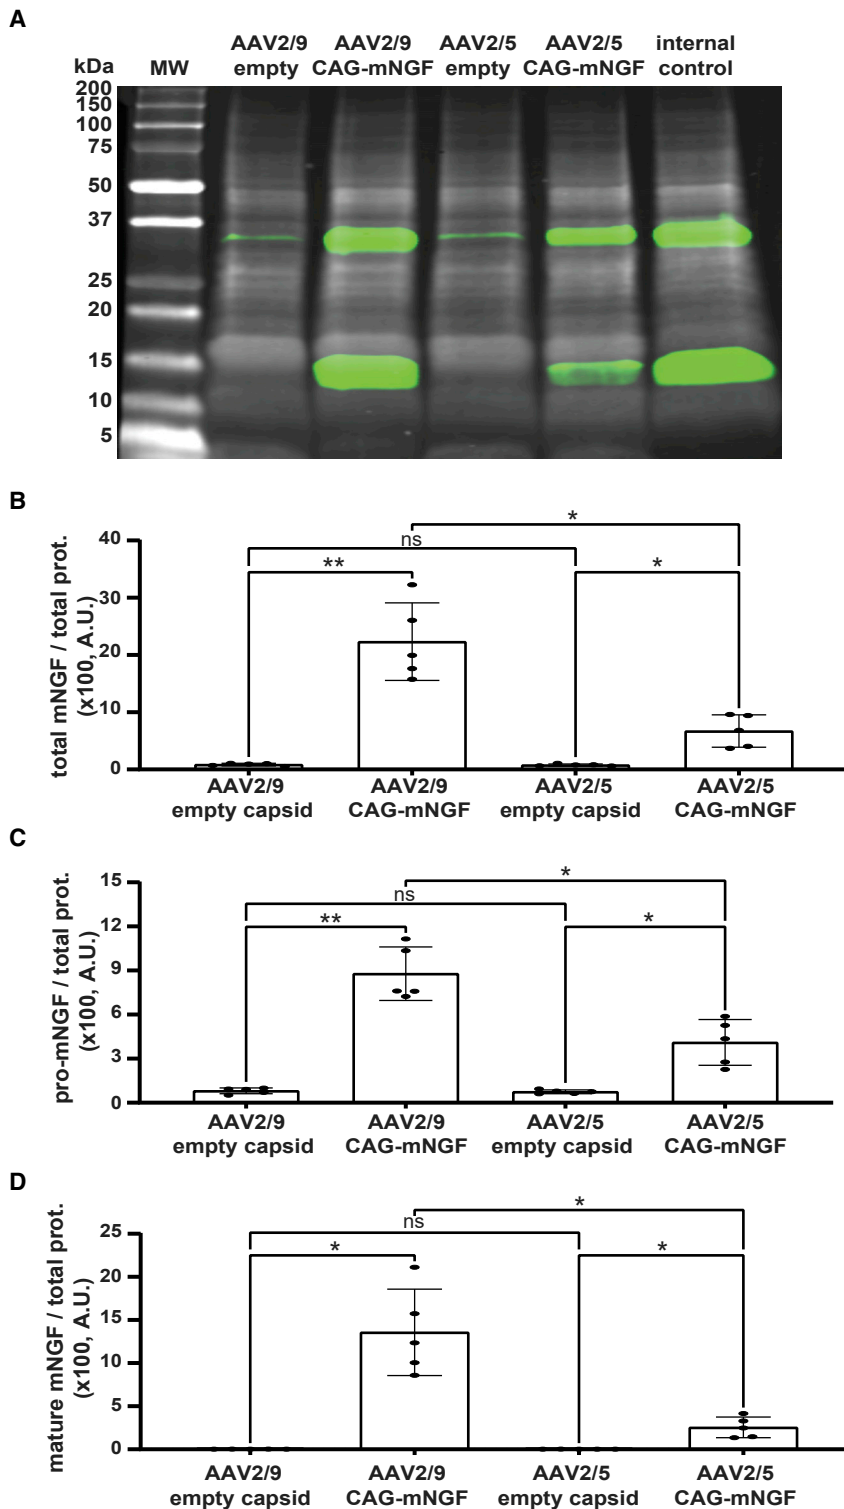 A
AAV2/9 AAV2/9 AAV2/5 AAV2/5 internal
kDa MW empty CAG-mNGF empty CAG-mNGF control
200
150
100
75
50
37
25
20
15
10
5
B
total mNGF / total prot.
(x100, A.U.)
40
30
20
10
0
*
ns
** *
AAV2/9 AAV2/9 AAV2/5 AAV2/5
empty capsid CAG-mNGF empty capsid CAG-mNGF
C
pro-mNGF / total prot.
(x100, A.U.)
15
12
9
6
3
0
*
ns
** *
AAV2/9 AAV2/9 AAV2/5 AAV2/5
empty capsid CAG-mNGF empty capsid CAG-mNGF
D
mature mNGF / total prot.
(x100, A.U.)
25
20
15
10
5
0
*
ns
* *
AAV2/9 AAV2/9 AAV2/5 AAV2/5
empty capsid CAG-mNGF empty capsid CAG-mNGF